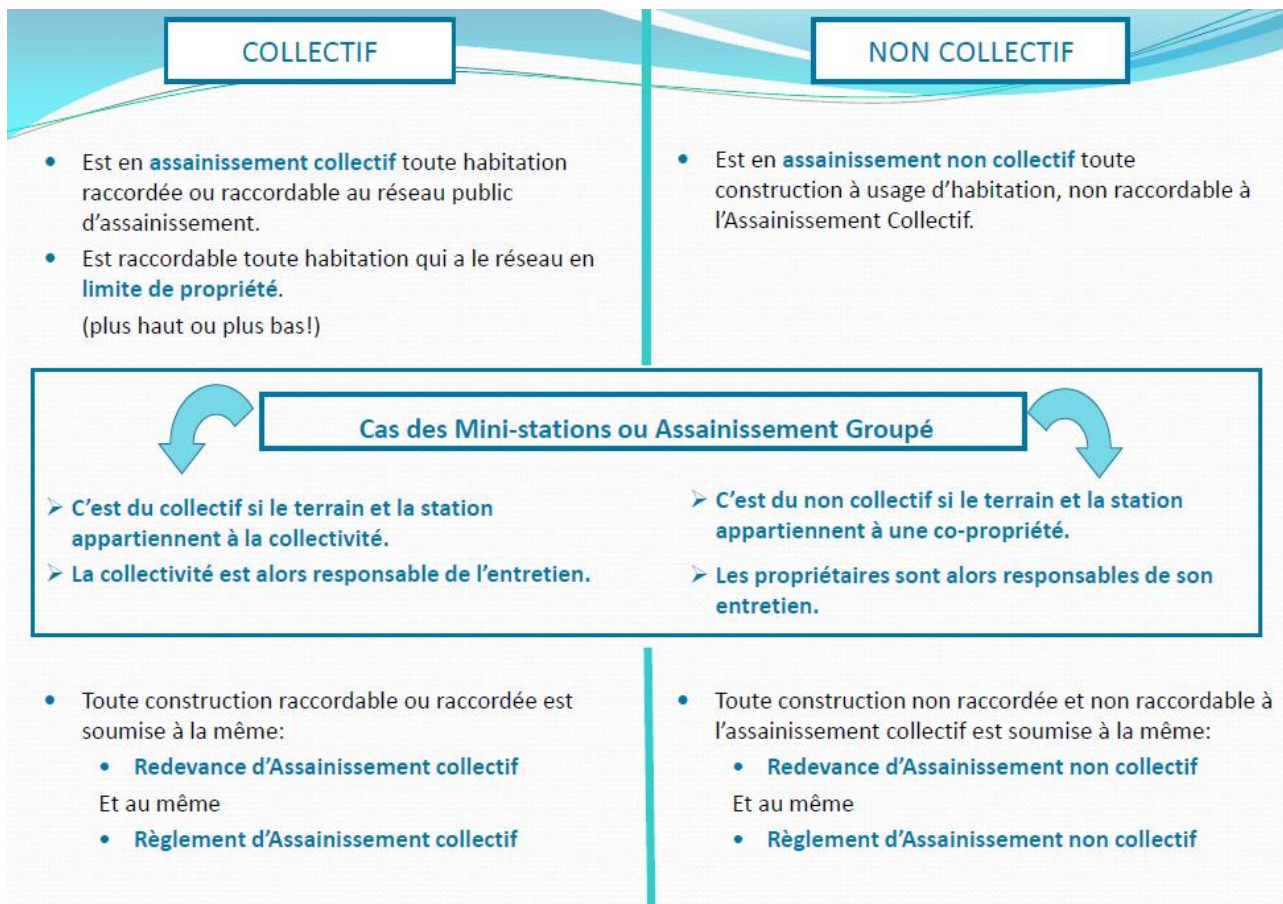 COLLECTIF
• Est en assainissement collectif toute habitation
raccordée ou raccordable au réseau public
d’assainissement.
• Est raccordable toute habitation qui a le réseau en
limite de propriété.
(plus haut ou plus bas!)
NON COLLECTIF
• Est en assainissement non collectif toute
construction à usage d’habitation, non raccordable à
l’Assainissement Collectif.
Cas des Mini-stations ou Assainissement Groupé
➢ C’est du collectif si le terrain et la station
appartiennent à la collectivité.
➢ La collectivité est alors responsable de l’entretien.
➢ C’est du non collectif si le terrain et la station
appartiennent à une co-propriété.
➢ Les propriétaires sont alors responsables de son
entretien.
• Toute construction raccordable ou raccordée est
soumise à la même:
• Redevance d’Assainissement collectif
Et au même
• Règlement d’Assainissement collectif
• Toute construction non raccordée et non raccordable à
l’assainissement collectif est soumise à la même:
• Redevance d’Assainissement non collectif
Et au même
• Règlement d’Assainissement non collectif